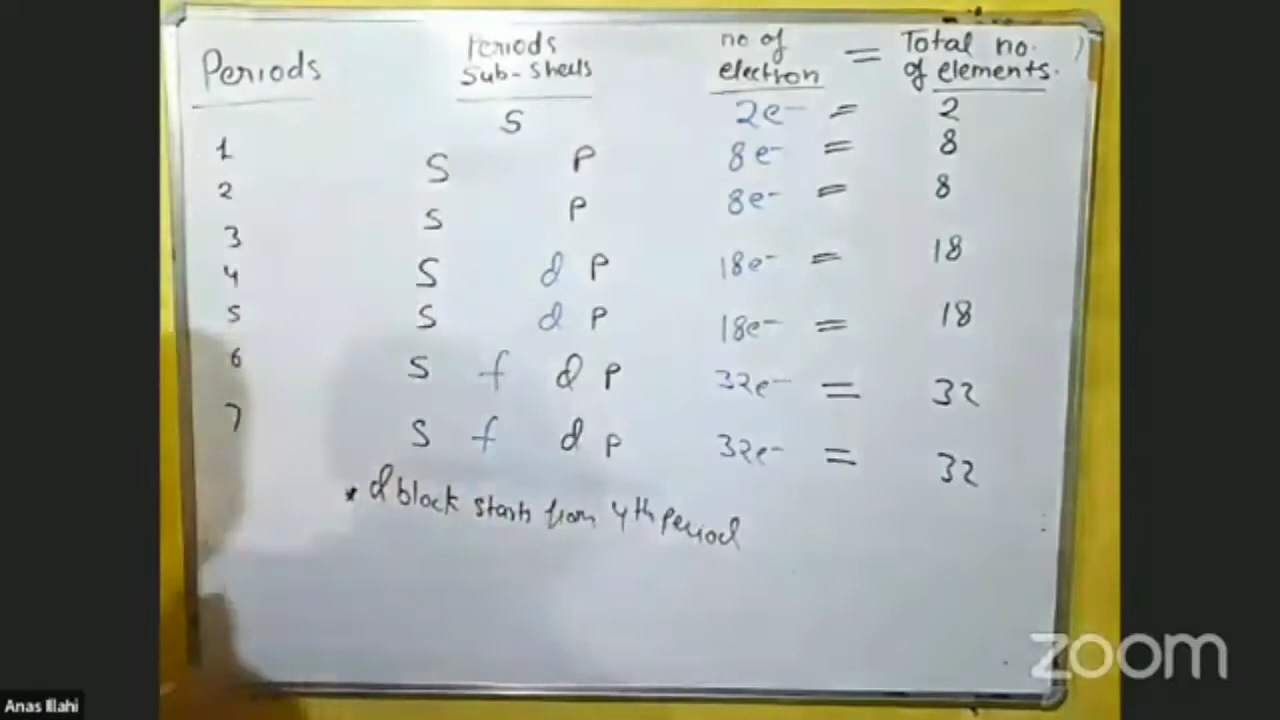 Periods
Periods
Sub-Shells
no of
electron
= Total no.
of elements.
1 S 2e- = 2
2 S P 8e- = 8
3 S P 8e- = 8
4 S d P 18e- = 18
5 S d P 18e- = 18
6 S f d P 32e- = 32
7 S f d P 32e- = 32
* d block starts from 4th period
zoom
Anas Illahi